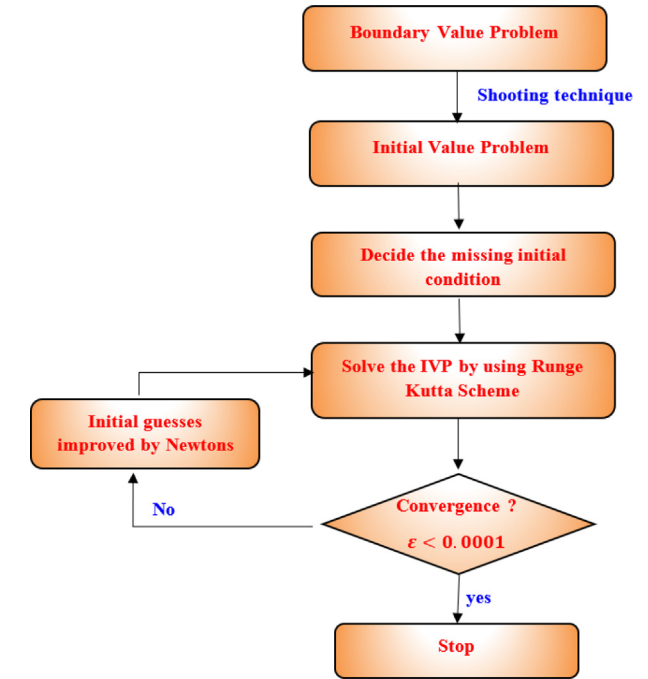 Boundary Value Problem
Shooting technique
Initial Value Problem
Decide the missing initial
condition
Solve the IVP by using Runge
Kutta Scheme
Initial guesses
improved by Newtons
Convergence ?
ε < 0.0001
No
yes
Stop